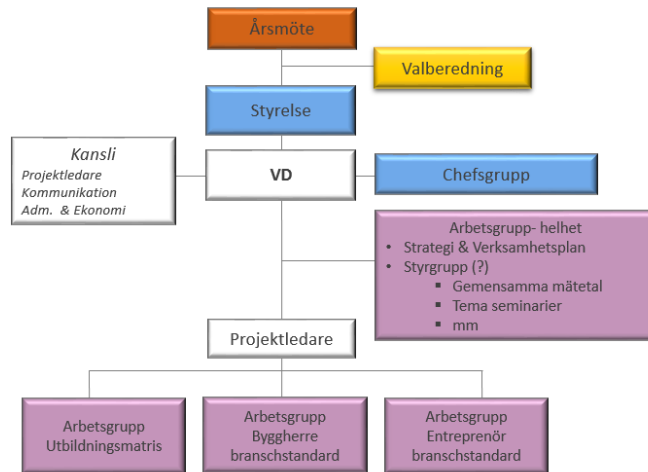 Årsmöte
Valberedning
Styrelse
Kansli
Projektledare
Kommunikation
Adm. & Ekonomi
VD
Chefsgrupp
Arbetsgrupp- helhet
• Strategi & Verksamhetsplan
• Styrgrupp (?)
▪ Gemensamma mätetal
▪ Tema seminarier
▪ mm
Projektledare
Arbetsgrupp
Utbildningsmatris
Arbetsgrupp
Byggherre
branschstandard
Arbetsgrupp
Entreprenör
branschstandard